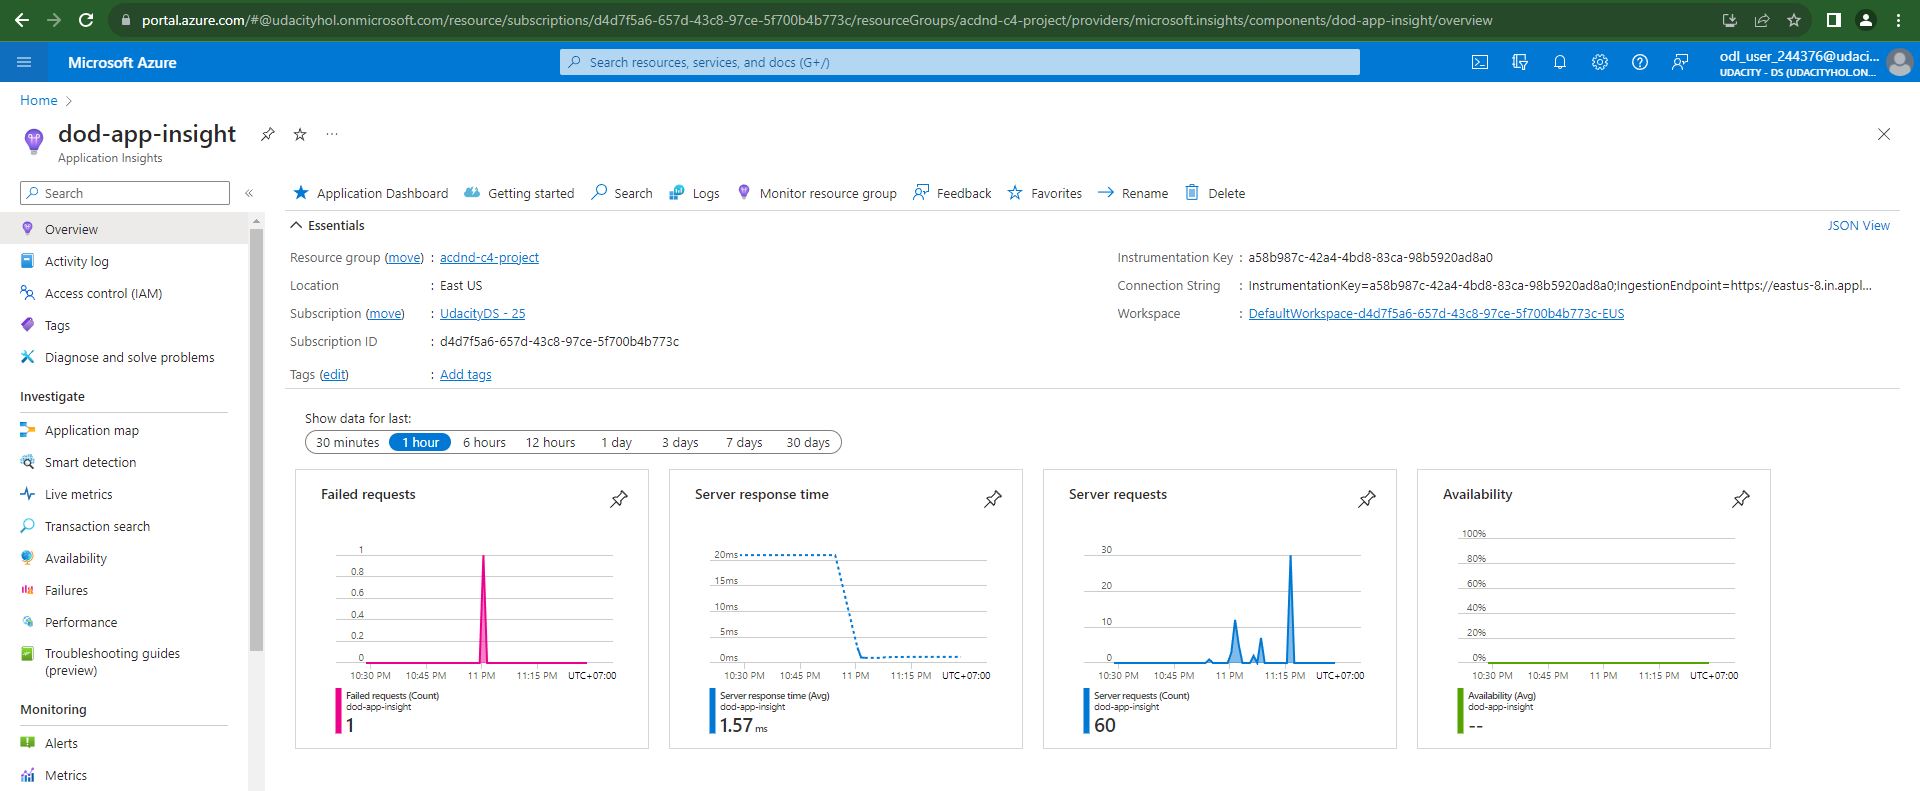 portal.azure.com/#@udacityhol.onmicrosoft.com/resource/subscriptions/d4d7f5a6-657d-43c8-97ce-5f700b4b773c/resourceGroups/acdnd-c4-project/providers/microsoft.insights/components/dod-app-insight/overview
Microsoft Azure
Search resources, services, and docs (G+/)
odl_user_244376@udaci...
UDACITY - DS (UDACITYHOL.ON...
Home
dod-app-insight
Application Insights
Search
Application Dashboard Getting started Search Logs Monitor resource group Feedback Favorites Rename Delete
Overview
Activity log
Access control (IAM)
Tags
Diagnose and solve problems
Investigate
Application map
Smart detection
Live metrics
Transaction search
Availability
Failures
Performance
Troubleshooting guides
(preview)
Monitoring
Alerts
Metrics
Essentials
JSON View
Resource group (move) : acdnd-c4-project
Location : East US
Subscription (move) : UdacityDS - 25
Subscription ID : d4d7f5a6-657d-43c8-97ce-5f700b4b773c
Tags (edit) : Add tags
Instrumentation Key : a58b987c-42a4-4bd8-83ca-98b5920ad8a0
Connection String : InstrumentationKey=a58b987c-42a4-4bd8-83ca-98b5920ad8a0;IngestionEndpoint=https://eastus-8.in.appl...
Workspace : DefaultWorkspace-d4d7f5a6-657d-43c8-97ce-5f700b4b773c-EUS
Show data for last:
30 minutes 1 hour 6 hours 12 hours 1 day 3 days 7 days 30 days
Failed requests
1
0.8
0.6
0.4
0.2
0
10:30 PM 10:45 PM 11 PM 11:15 PM UTC+07:00
Failed requests (Count)
dod-app-insight
1
Server response time
20ms
15ms
10ms
5ms
0ms
10:30 PM 10:45 PM 11 PM 11:15 PM UTC+07:00
Server response time (Avg)
dod-app-insight
1.57 ms
Server requests
30
20
10
0
10:30 PM 10:45 PM 11 PM 11:15 PM UTC+07:00
Server requests (Count)
dod-app-insight
60
Availability
100%
80%
60%
40%
20%
0%
10:30 PM 10:45 PM 11 PM 11:15 PM UTC+07:00
Availability (Avg)
dod-app-insight
--